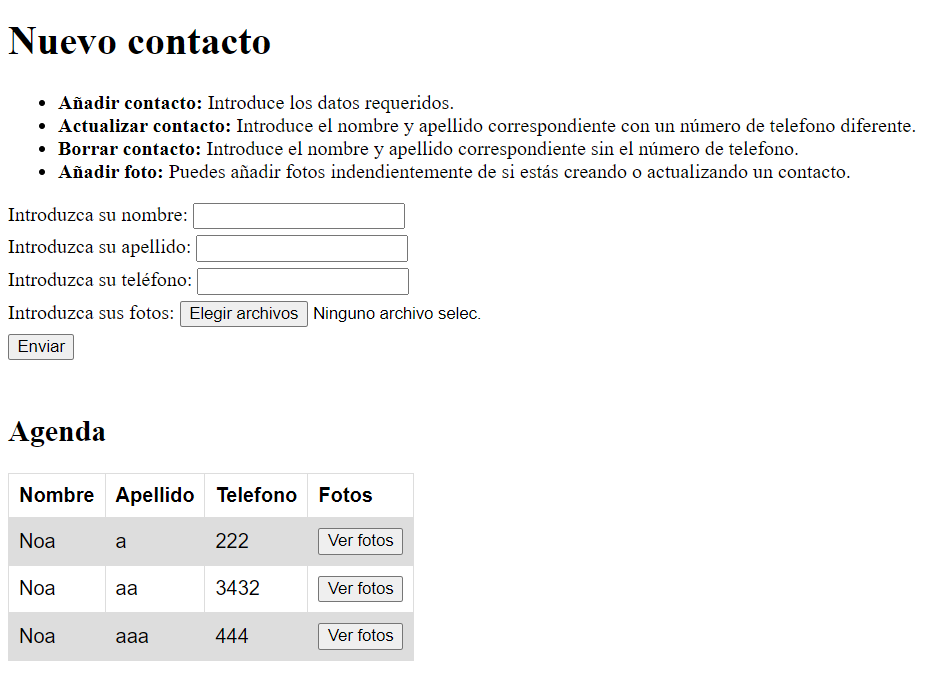 Nuevo contacto
Añadir contacto: Introduce los datos requeridos.
Actualizar contacto: Introduce el nombre y apellido correspondiente con un número de telefono diferente.
Borrar contacto: Introduce el nombre y apellido correspondiente sin el número de telefono.
Añadir foto: Puedes añadir fotos indendientemente de si estás creando o actualizando un contacto.
Introduzca su nombre:
Introduzca su apellido:
Introduzca su teléfono:
Introduzca sus fotos: Elegir archivos Ninguno archivo selec.
Enviar
Agenda
Nombre Apellido Telefono Fotos
Noa a 222 Ver fotos
Noa aa 3432 Ver fotos
Noa aaa 444 Ver fotos